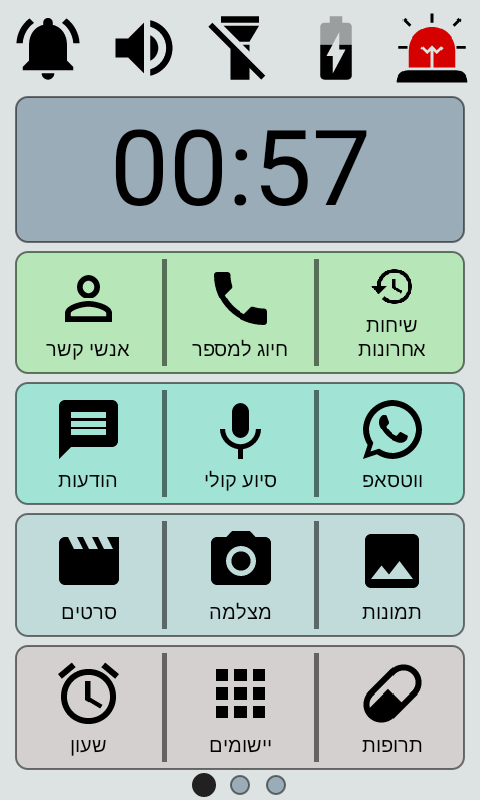 00:57
שיחות
אחרונות
חיוג למספר
אנשי קשר
ווטסאפ
סיוע קולי
הודעות
תמונות
מצלמה
סרטים
תרופות
יישומים
שעון